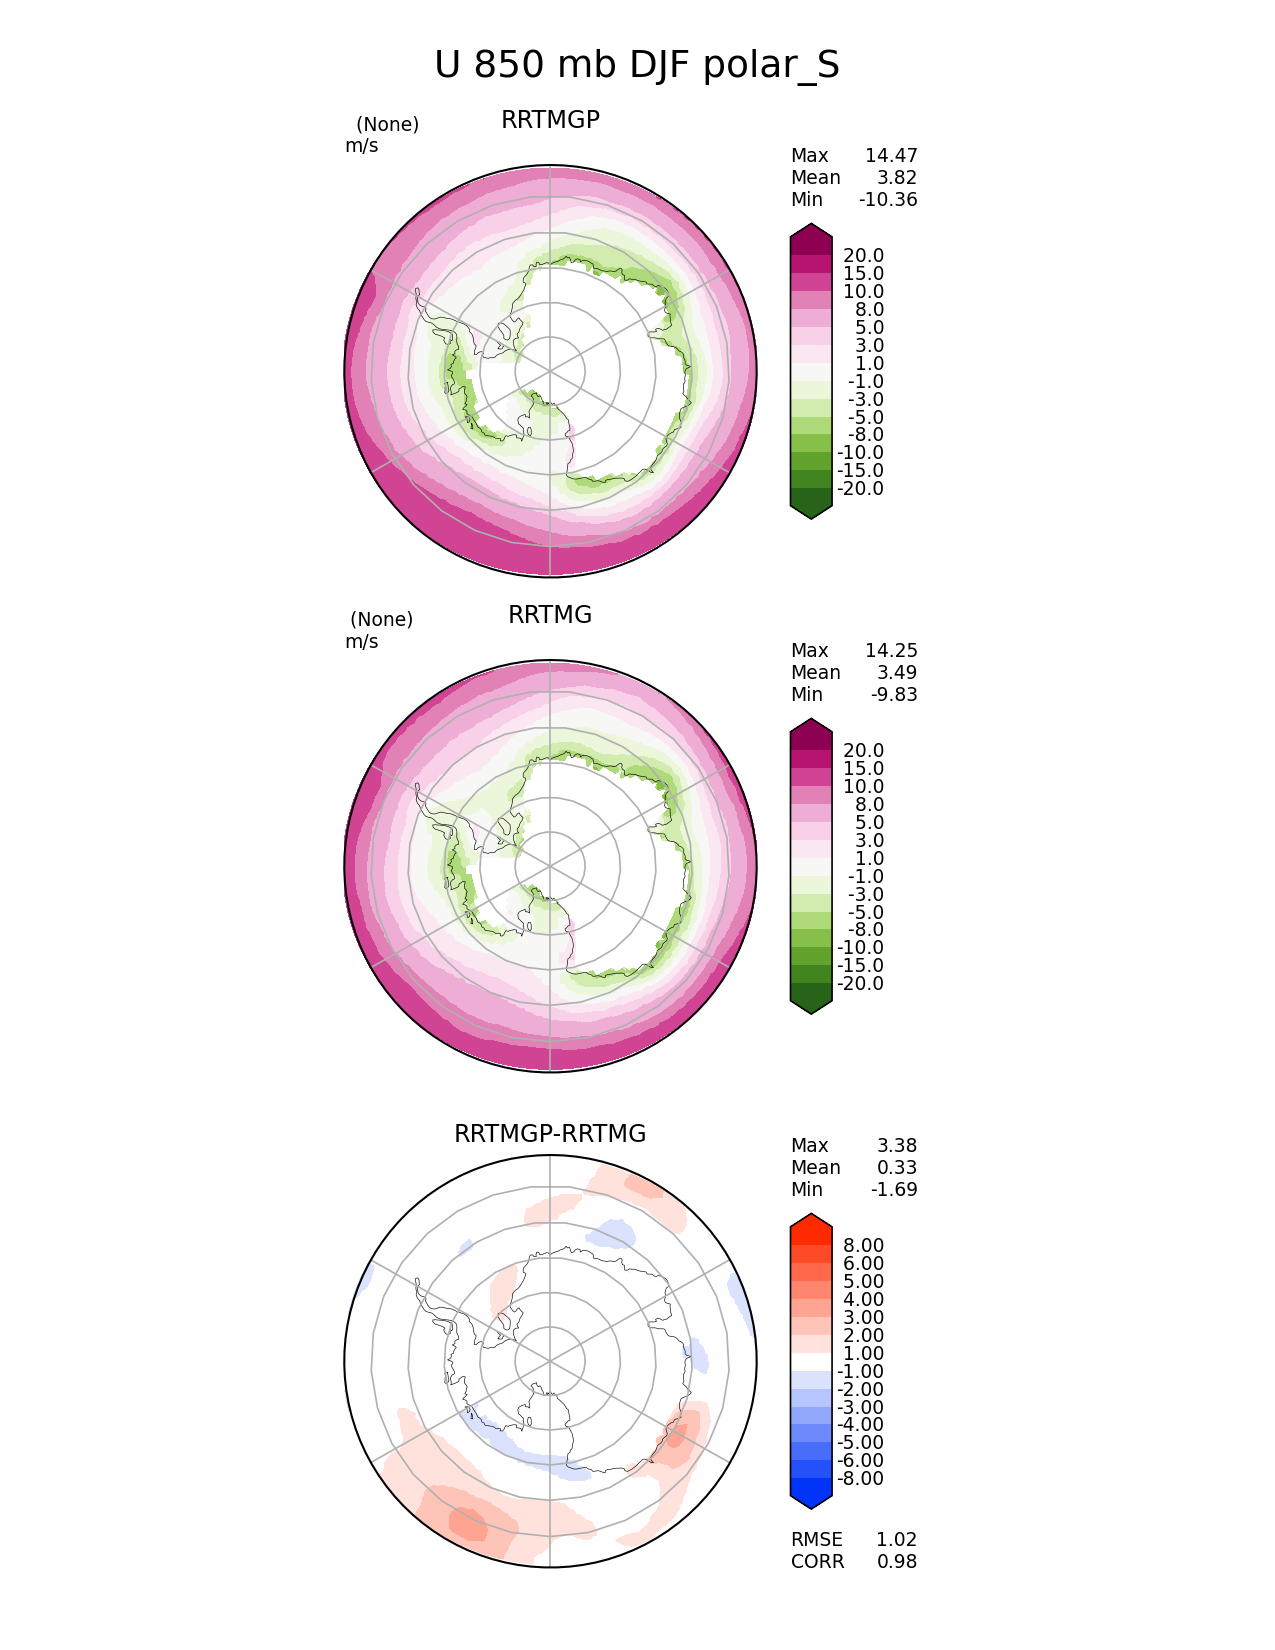 U 850 mb DJF polar_S
(None)
RRTMGP
m/s
Max 14.47
Mean 3.82
Min -10.36
20.0
15.0
10.0
8.0
5.0
3.0
1.0
-1.0
-3.0
-5.0
-8.0
-10.0
-15.0
-20.0
(None)
RRTMG
m/s
Max 14.25
Mean 3.49
Min -9.83
20.0
15.0
10.0
8.0
5.0
3.0
1.0
-1.0
-3.0
-5.0
-8.0
-10.0
-15.0
-20.0
RRTMGP-RRTMG
Max 3.38
Mean 0.33
Min -1.69
8.00
6.00
5.00
4.00
3.00
2.00
1.00
-1.00
-2.00
-3.00
-4.00
-5.00
-6.00
-8.00
RMSE 1.02
CORR 0.98